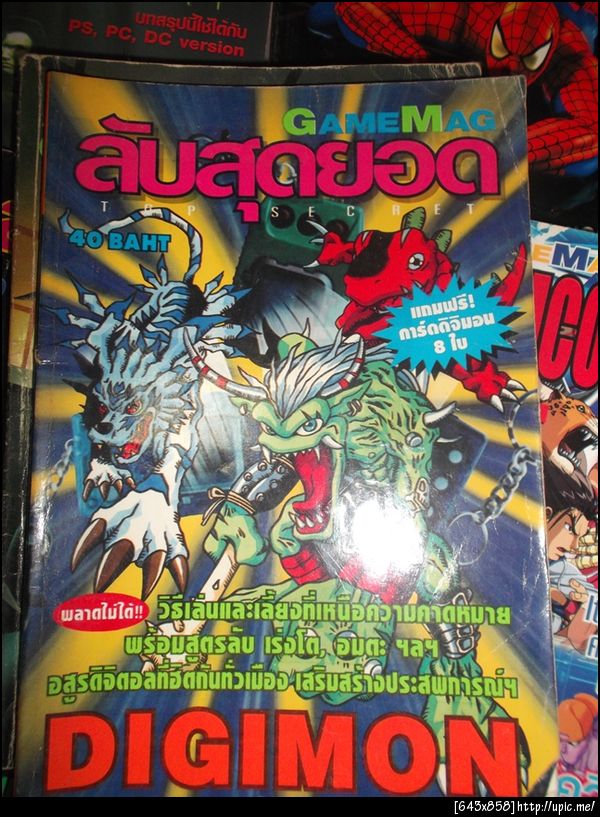 บทสรุปนี้ใช้ได้กับ
PS, PC, DC version
GAMEMAG
ลับสุดยอด
TOP SECRET
40 BAHT
แถมฟรี!
การ์ดดิจิมอน
8 ใบ
พลาดไม่ได้!! วิธีเล่นและเลี้ยงที่เหนือความคาดหมาย
พร้อมสูตรลับ เร่งโต, อมตะ ฯลฯ
อสูรดิจิตอลที่ฮิตกันทั่วเมือง เสริมสร้างประสพการณ์ฯ
DIGIMON
[643x858]http://upic.me/